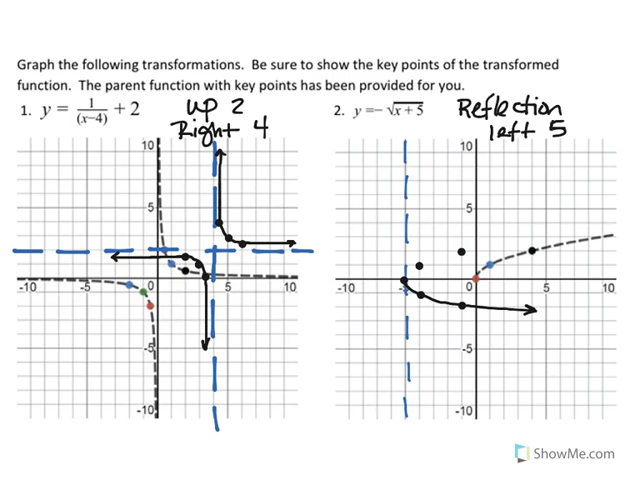 Graph the following transformations. Be sure to show the key points of the transformed
function. The parent function with key points has been provided for you.
1. y = 1/(x−4) + 2
up 2
Right 4
2. y =− √x+5
Reflection
left 5
10
5
-10 -5 0 5 10
-5
-10
10
5
-10 5 10
-5
-10
ShowMe.com